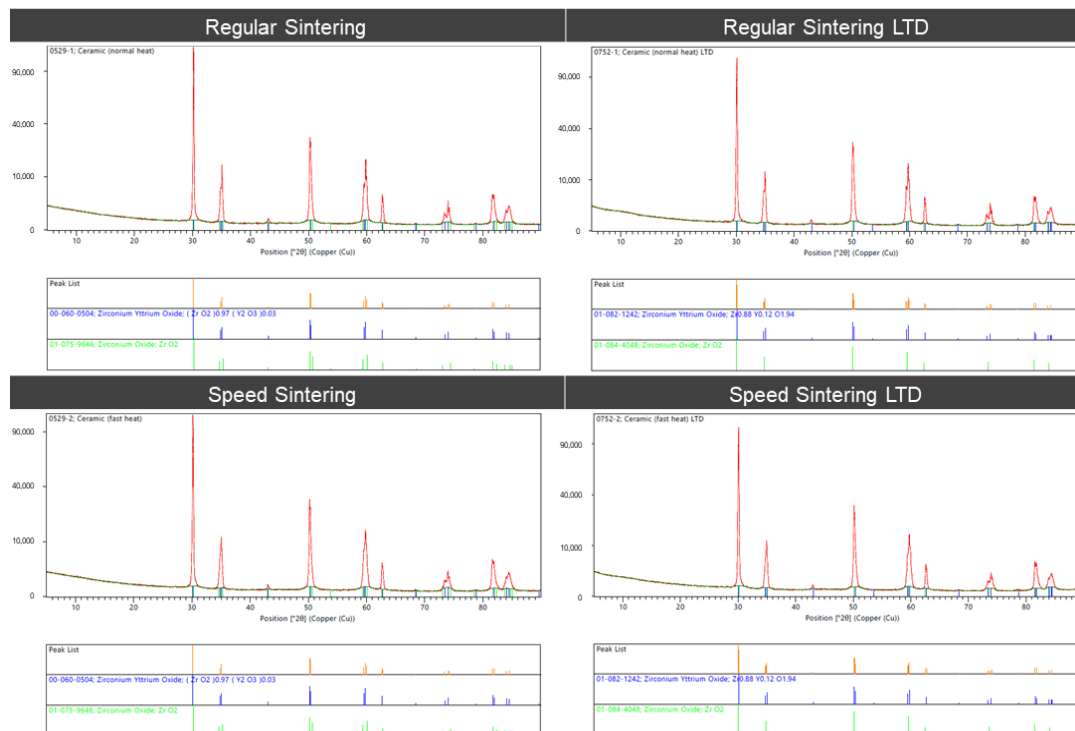 Regular Sintering
0529-1; Ceramic (normal heat)
90,000
40,000
10,000
0
10 20 30 40 50 60 70 80
Position [°2θ] (Copper (Cu))
Peak List
00-060-0504; Zirconium Yttrium Oxide; ( Zr O2 )0.97 ( Y2 O3 )0.03
01-075-9646; Zirconium Oxide; Zr O2
Regular Sintering LTD
0752-1; Ceramic (normal heat) LTD
90,000
40,000
10,000
0
10 20 30 40 50 60 70 80
Position [°2θ] (Copper (Cu))
Peak List
01-082-1242; Zirconium Yttrium Oxide; Zr0.88 Y0.12 O1.94
01-084-4048; Zirconium Oxide; Zr O2
Speed Sintering
0529-2; Ceramic (fast heat)
90,000
40,000
10,000
0
10 20 30 40 50 60 70 80
Position [°2θ] (Copper (Cu))
Peak List
00-060-0504; Zirconium Yttrium Oxide; ( Zr O2 )0.97 ( Y2 O3 )0.03
01-075-9646; Zirconium Oxide; Zr O2
Speed Sintering LTD
0752-2; Ceramic (fast heat) LTD
90,000
40,000
10,000
0
10 20 30 40 50 60 70 80
Position [°2θ] (Copper (Cu))
Peak List
01-082-1242; Zirconium Yttrium Oxide; Zr0.88 Y0.12 O1.94
01-084-4048; Zirconium Oxide; Zr O2